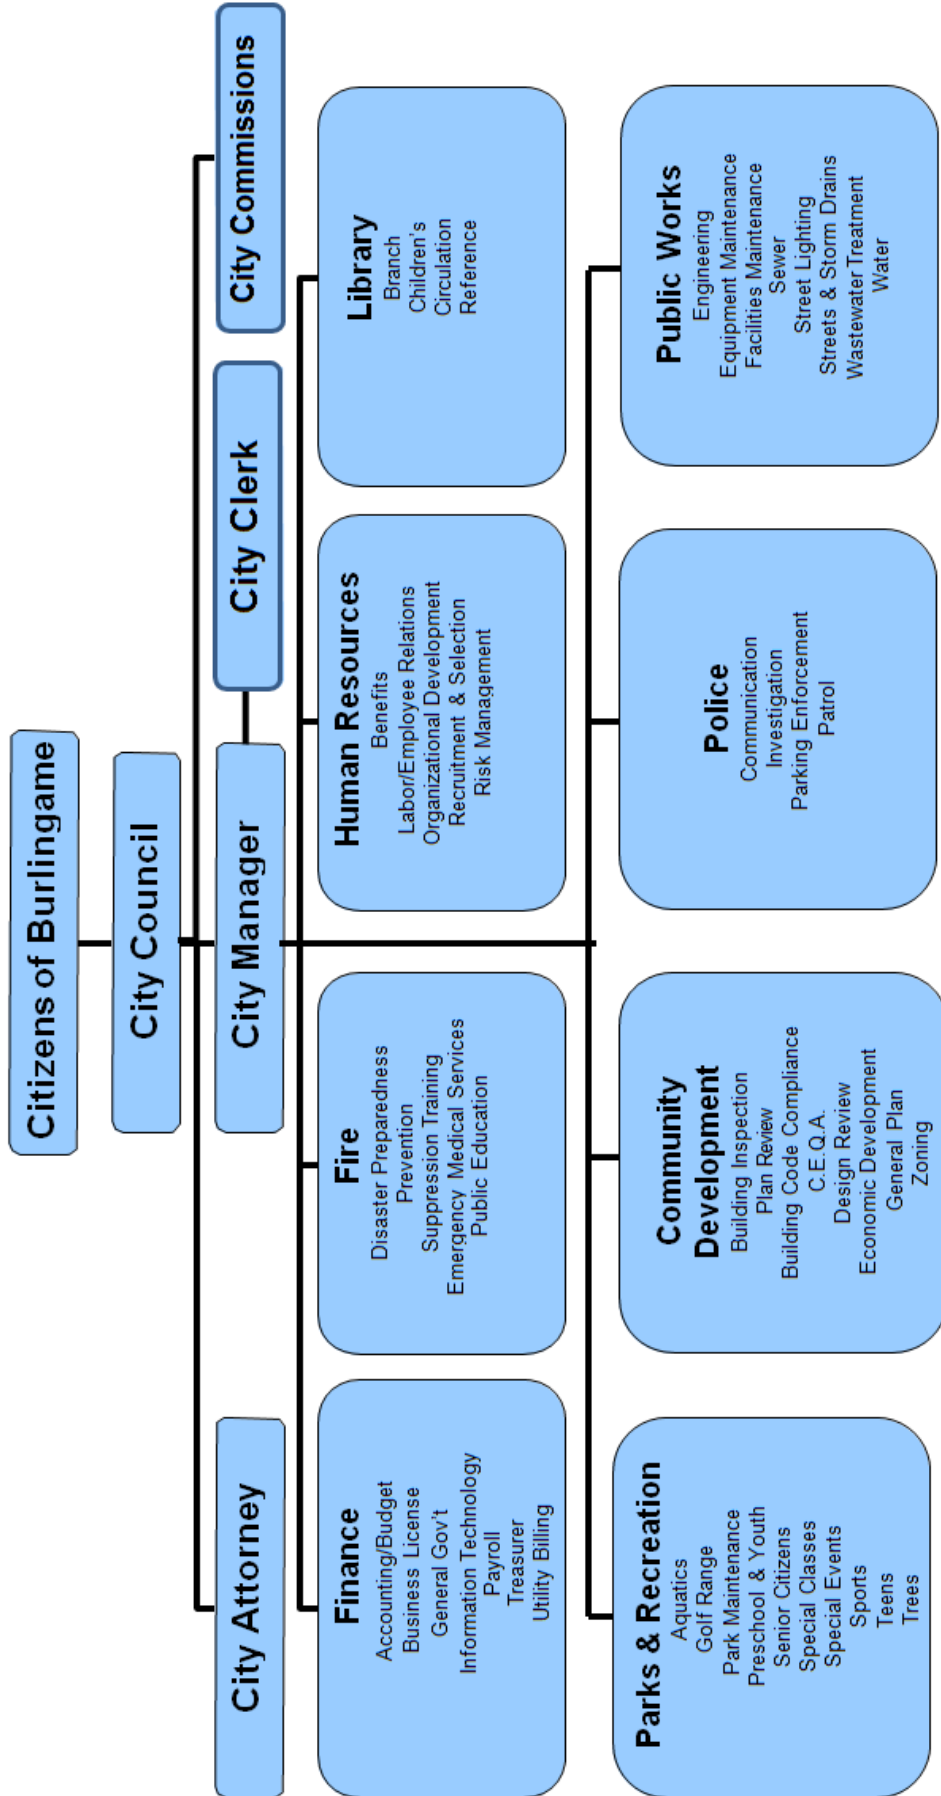 Citizens of Burlingame
City Council
City Attorney
City Manager
City Clerk
City Commissions
Finance
Accounting/Budget
Business License
General Gov't
Information Technology
Payroll
Treasurer
Utility Billing
Fire
Disaster Preparedness
Prevention
Suppression Training
Emergency Medical Services
Public Education
Human Resources
Benefits
Labor/Employee Relations
Organizational Development
Recruitment & Selection
Risk Management
Library
Branch
Children's
Circulation
Reference
Parks & Recreation
Aquatics
Golf Range
Park Maintenance
Preschool & Youth
Senior Citizens
Special Classes
Special Events
Sports
Teens
Trees
Community
Development
Building Inspection
Plan Review
Building Code Compliance
C.E.Q.A.
Design Review
Economic Development
General Plan
Zoning
Police
Communication
Investigation
Parking Enforcement
Patrol
Public Works
Engineering
Equipment Maintenance
Facilities Maintenance
Sewer
Street Lighting
Streets & Storm Drains
Wastewater Treatment
Water